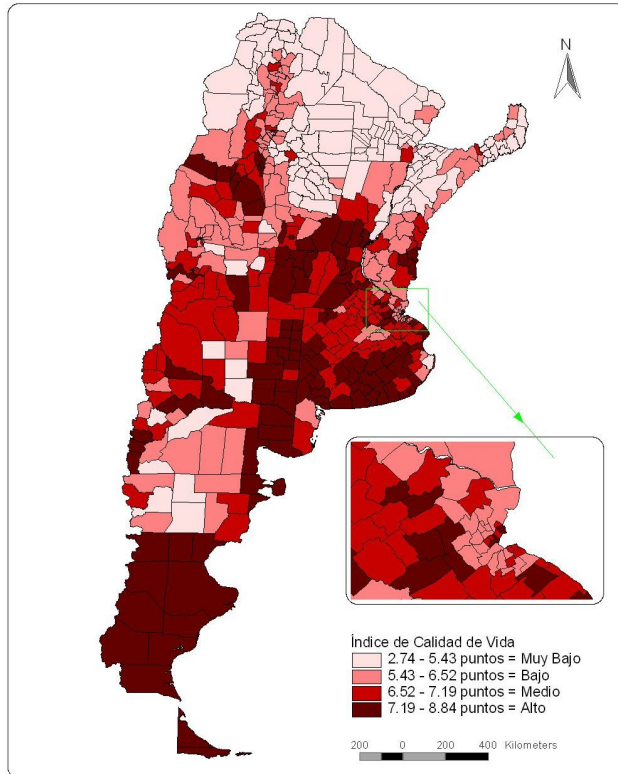 N
Índice de Calidad de Vida
2.74 - 5.43 puntos = Muy Bajo
5.43 - 6.52 puntos = Bajo
6.52 - 7.19 puntos = Medio
7.19 - 8.84 puntos = Alto
200 0 200 400 Kilometers